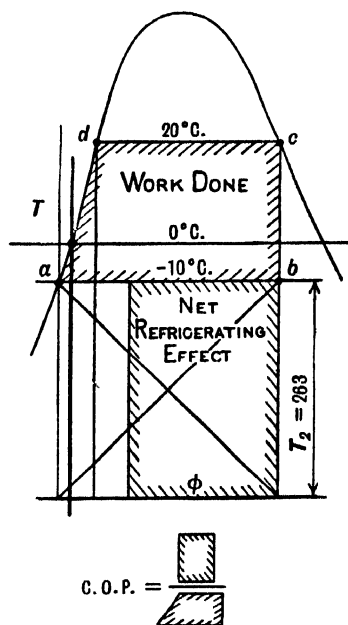 d
20°C.
c
WORK DONE
T
0°C.
a
-10°C.
b
NET
REFRIGERATING
EFFECT
T₂ = 263
φ
C.O.P. =